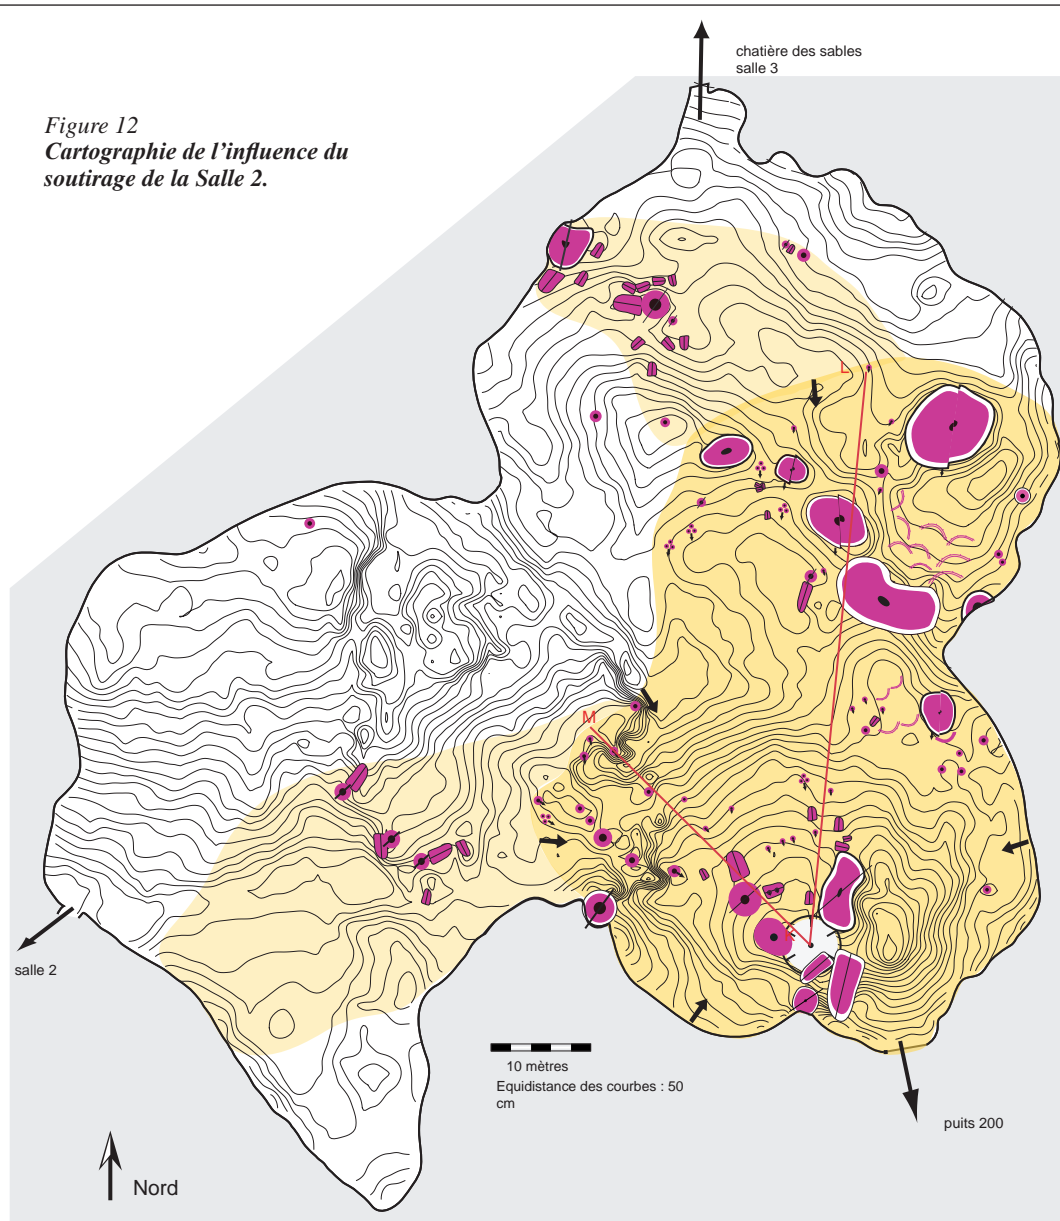 chatière des sables
salle 3
Figure 12
Cartographie de l’influence du
soutirage de la Salle 2.
L
M
K
salle 2
10 mètres
Equidistance des courbes : 50
cm
puits 200
Nord